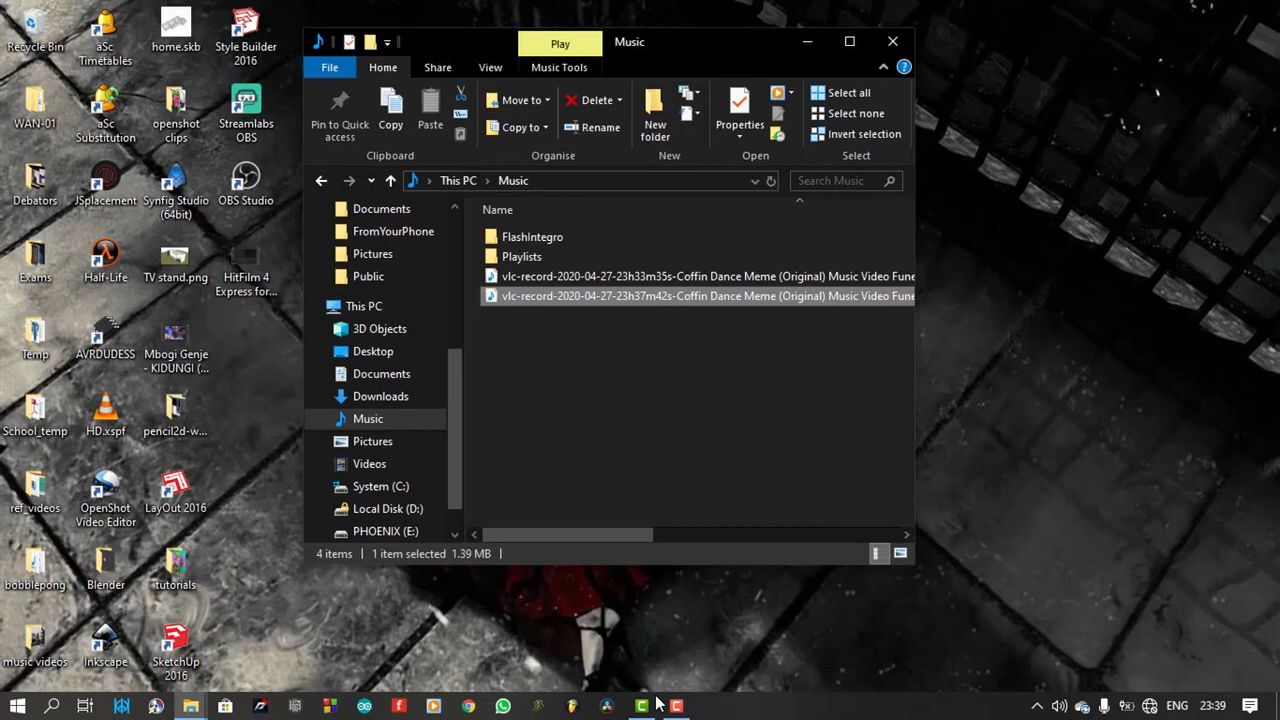 Recycle Bin
aSc Timetables
home.skb
Style Builder 2016
WAN-01
aSc Substitution
openshot clips
Streamlabs OBS
Debators
JSplacement
Synfig Studio (64bit)
OBS Studio
Exams
Half-Life
TV stand.png
HitFilm 4 Express for...
Temp
AVRDUDESS
Mbogi Genje - KIDUNGI (...
School_temp
HD.xspf
pencil2d-w...
ref_videos
OpenShot Video Editor
LayOut 2016
bobblepong
Blender
tutorials
music videos
Inkscape
SketchUp 2016
Play
Music
File
Home
Share
View
Music Tools
Pin to Quick access
Copy
Paste
Move to
Copy to
Delete
Rename
New folder
Properties
Select all
Select none
Invert selection
Clipboard
Organise
New
Open
Select
This PC
Music
Search Music
Documents
FromYourPhone
Pictures
Public
This PC
3D Objects
Desktop
Documents
Downloads
Music
Pictures
Videos
System (C:)
Local Disk (D:)
PHOENIX (E:)
Name
FlashIntegro
Playlists
vlc-record-2020-04-27-23h33m35s-Coffin Dance Meme (Original) Music Video Fune
vlc-record-2020-04-27-23h37m42s-Coffin Dance Meme (Original) Music Video Fune
4 items
1 item selected 1.39 MB
ENG
23:39